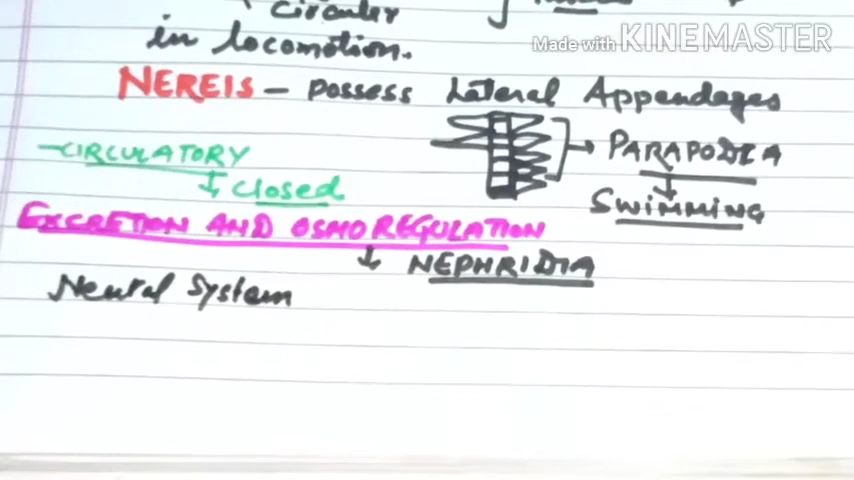 circular
in locomotion.
Made with KINEMASTER
NEREIS – Possess Lateral Appendages
PARAPODIA
SWIMMING
– CIRCULATORY
Closed
EXCRETION AND OSMOREGULATION
NEPHRIDIA
Neural System